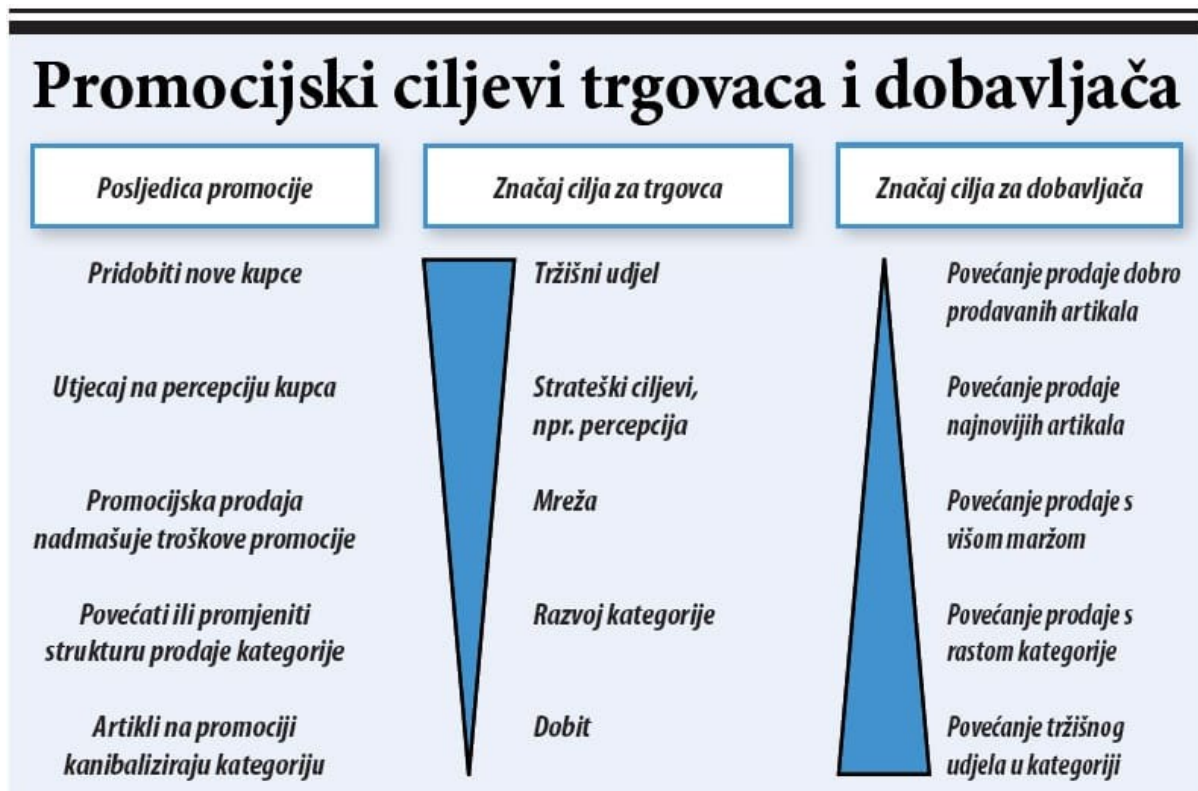 Promocijski ciljevi trgovaca i dobavljača
Posljedica promocije
Značaj cilja za trgovca
Značaj cilja za dobavljača
Pridobiti nove kupce
Tržišni udjel
Povećanje prodaje dobro
prodavanih artikala
Utjecaj na percepciju kupca
Strateški ciljevi,
npr. percepcija
Povećanje prodaje
najnovijih artikala
Promocijska prodaja
nadmašuje troškove promocije
Mreža
Povećanje prodaje s
višom maržom
Povećati ili promjeniti
strukturu prodaje kategorije
Razvoj kategorije
Povećanje prodaje s
rastom kategorije
Artikli na promociji
kanibaliziraju kategoriju
Dobit
Povećanje tržišnog
udjela u kategoriji